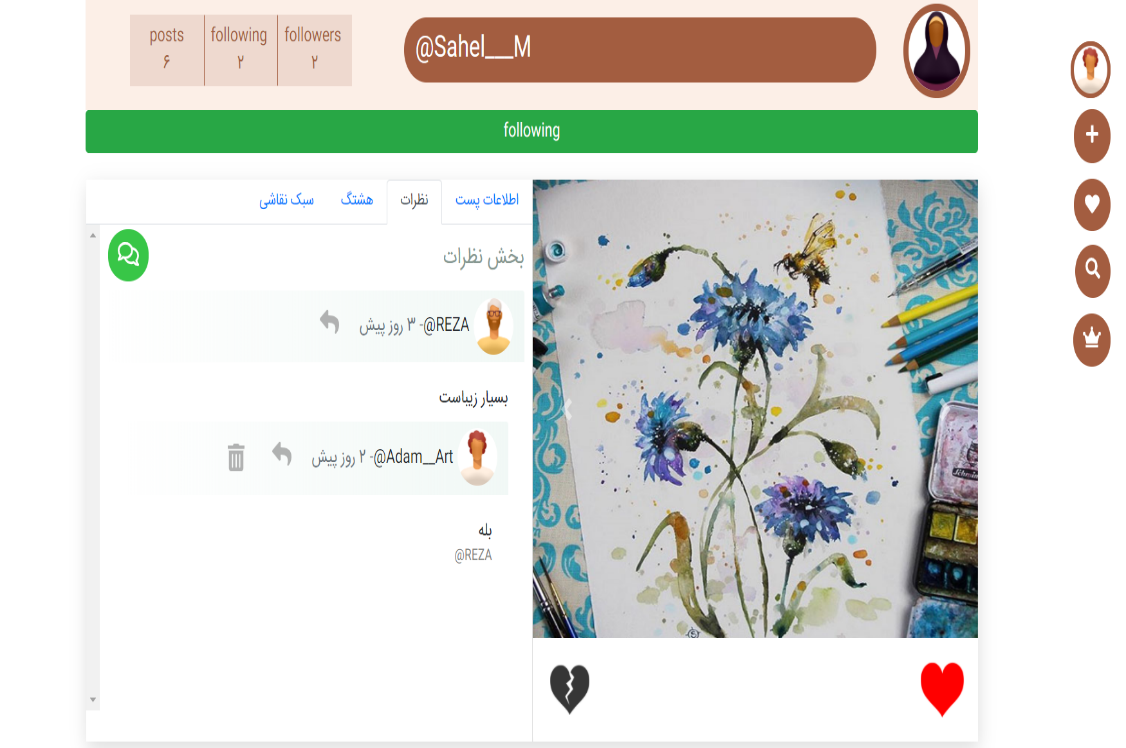 posts
following
followers
۶
۲
۲
@Sahel___M
following
اطلاعات پست
نظرات
هشتگ
سبک نقاشی
بخش نظرات
@REZA- ۳ روز پیش
بسیار زیباست
@Adam__Art- ۲ روز پیش
بله
@REZA